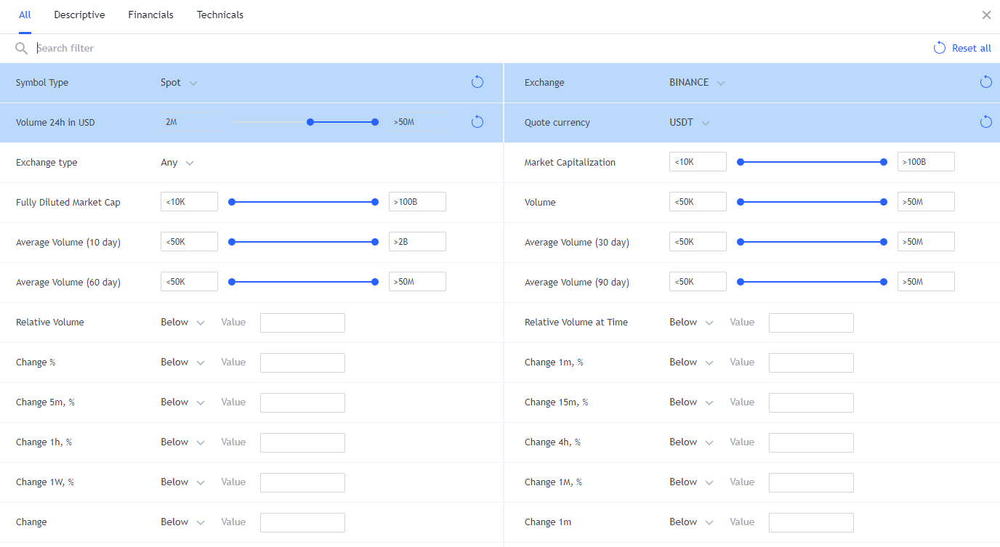 All Descriptive Financials Technicals
Search filter Reset all
Symbol Type Spot Exchange BINANCE
Volume 24h in USD 2M >50M Quote currency USDT
Exchange type Any Market Capitalization <10K >100B
Fully Diluted Market Cap <10K >100B Volume <50K >50M
Average Volume (10 day) <50K >2B Average Volume (30 day) <50K >50M
Average Volume (60 day) <50K >50M Average Volume (90 day) <50K >50M
Relative Volume Below Value Relative Volume at Time Below Value
Change % Below Value Change 1m, % Below Value
Change 5m, % Below Value Change 15m, % Below Value
Change 1h, % Below Value Change 4h, % Below Value
Change 1W, % Below Value Change 1M, % Below Value
Change Below Value Change 1m Below Value